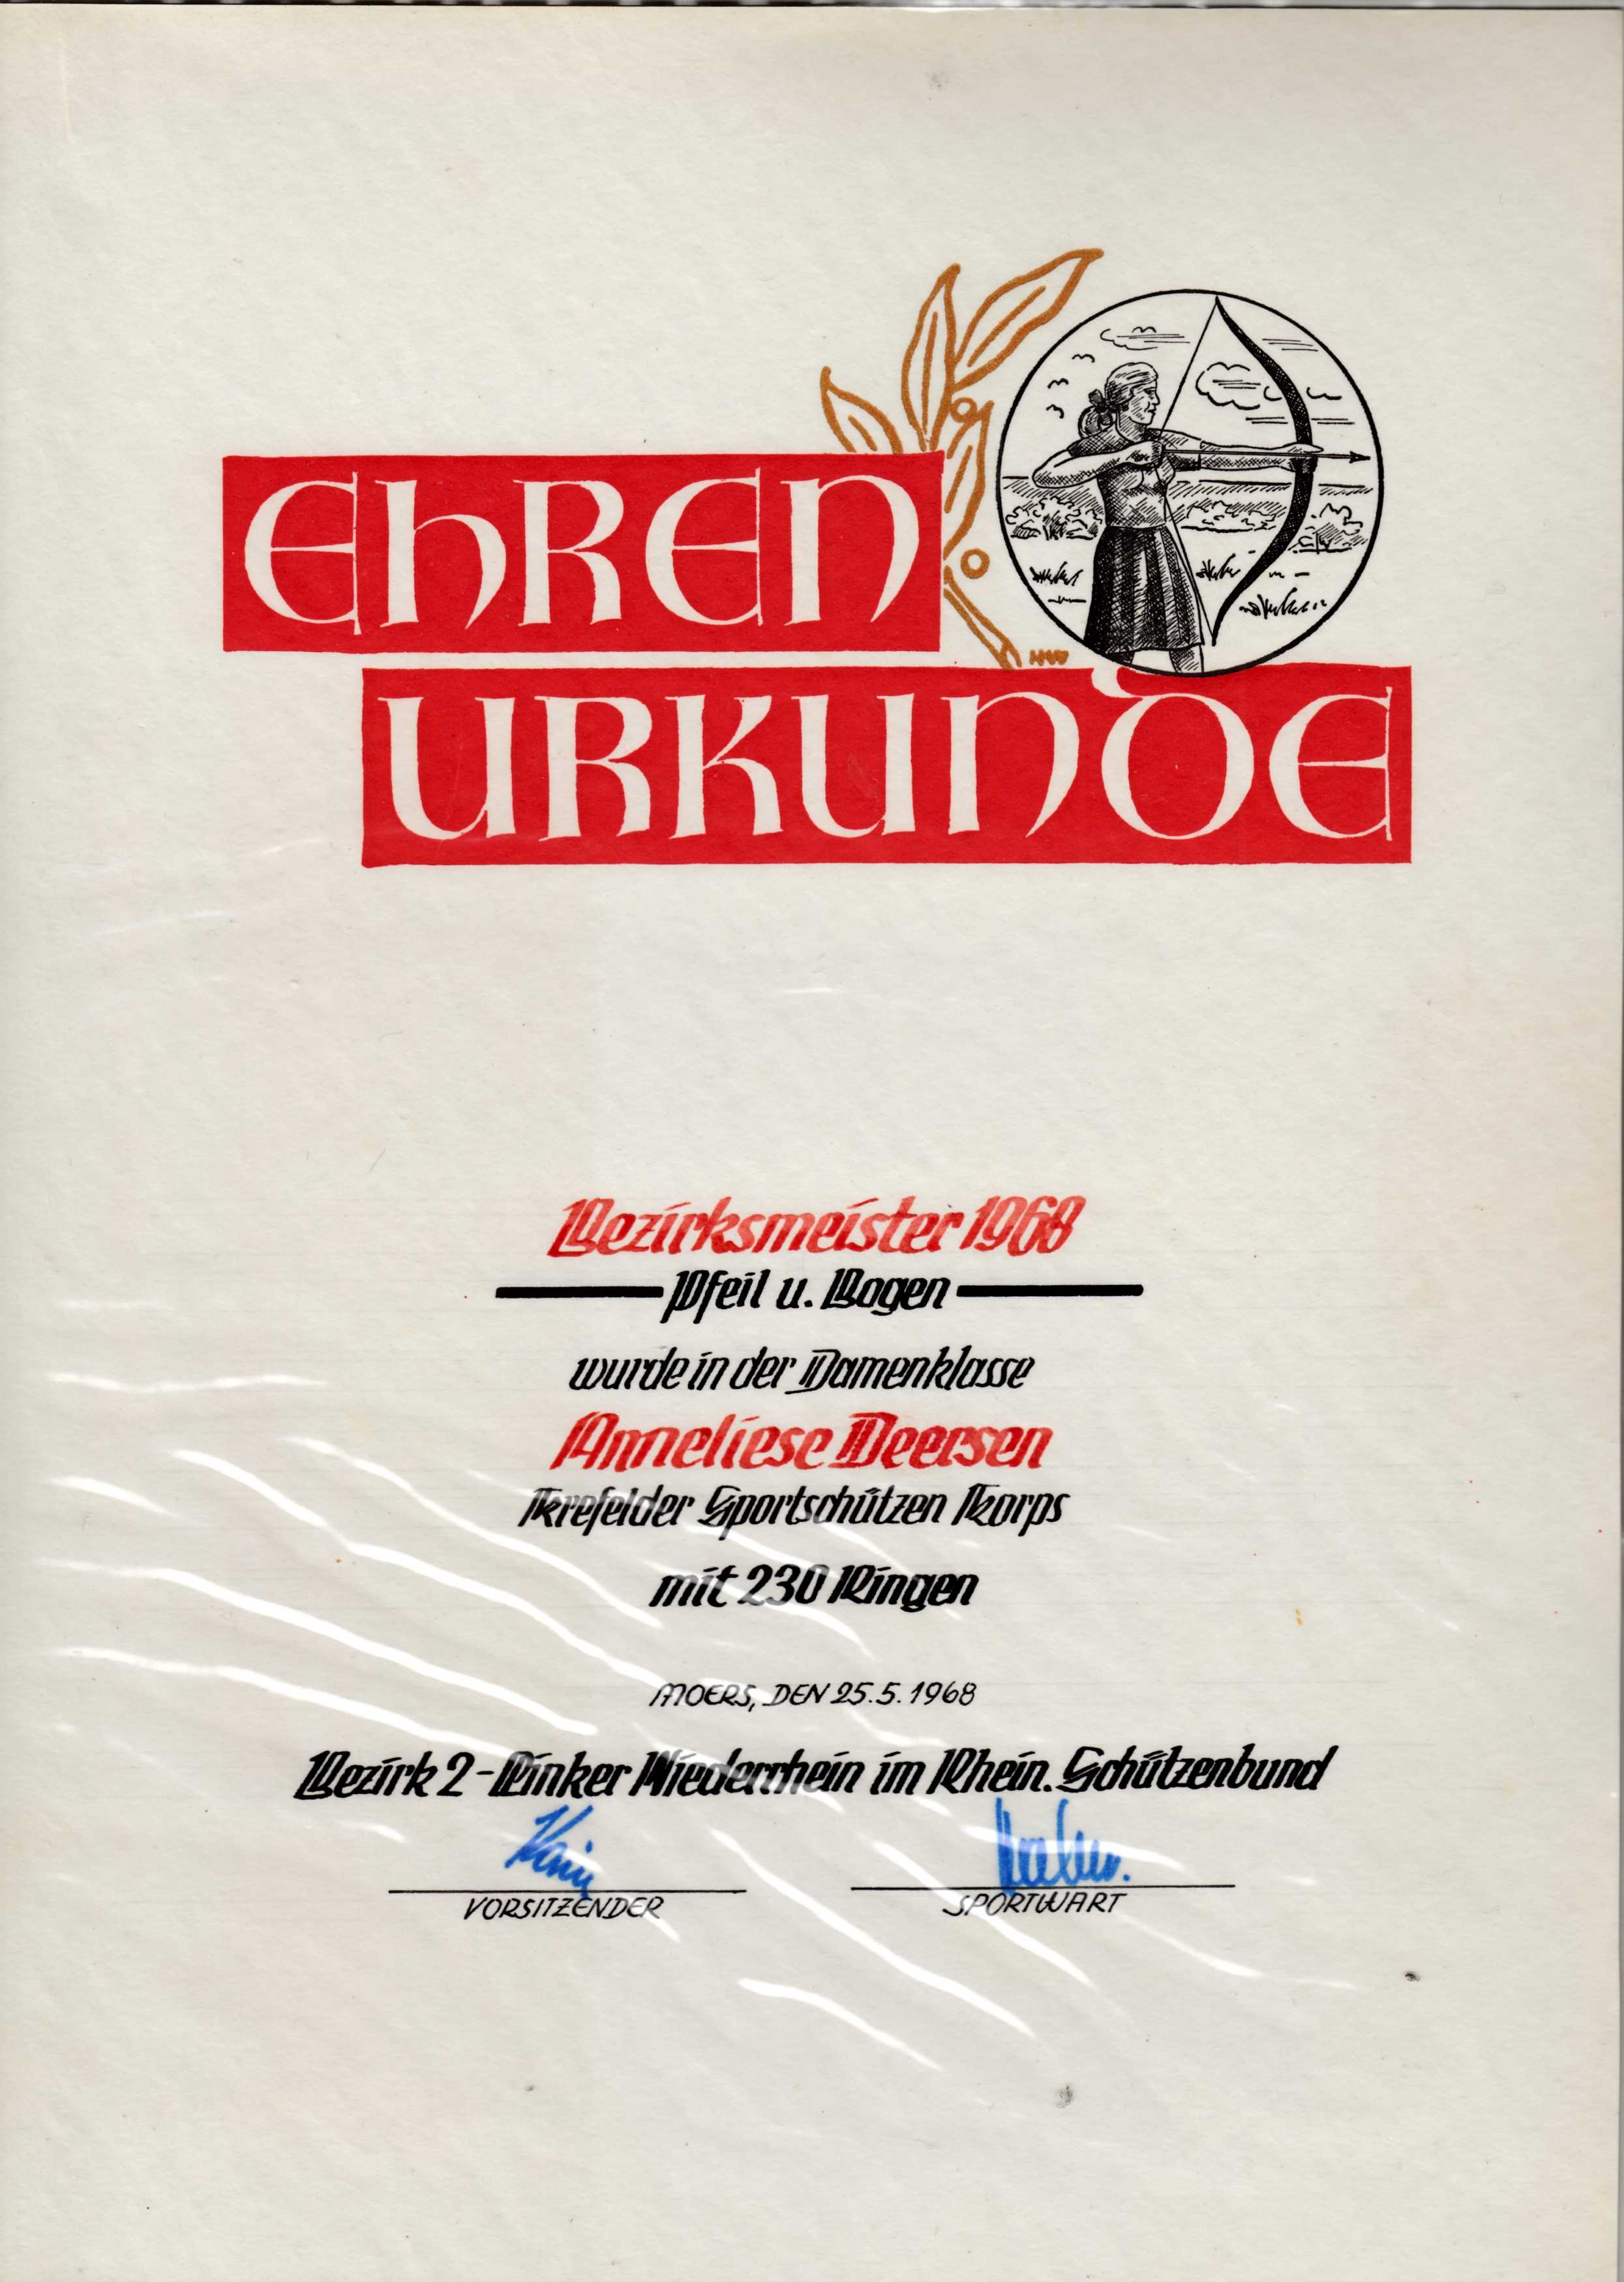 EHREN
URKUNDE
Bezirksmeister 1968
Pfeil u. Bogen
wurde in der Damenklasse
Anneliese Deersen
Krefelder Sportschützen Korps
mit 230 Ringen
MOERS, DEN 25.5.1968
Bezirk 2 - Linker Niederrhein im Rhein. Schützenbund
VORSITZENDER
SPORTWART